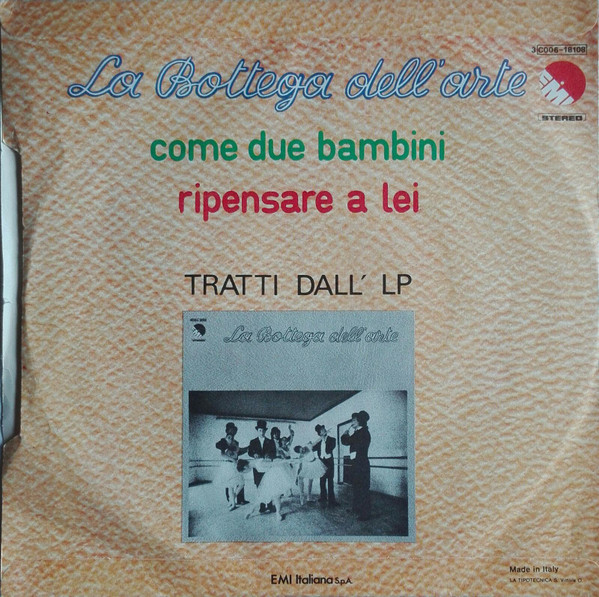 3C006-18108
La Bottega dell'arte
EMI
STEREO
come due bambini
ripensare a lei
TRATTI DALL' LP
La Bottega dell'arte
EMI Italiana S.p.A.
Made in Italy